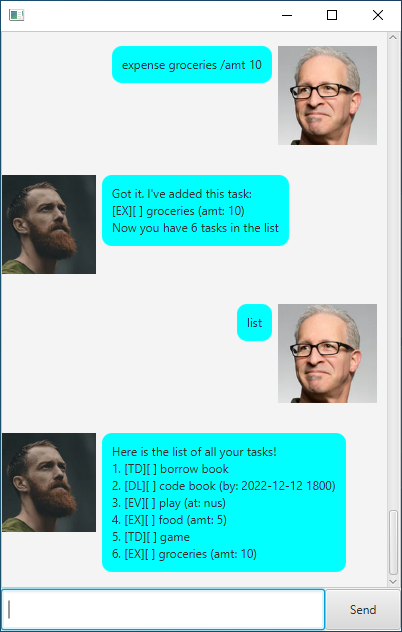 expense groceries /amt 10
Got it. I've added this task:
[EX][ ] groceries (amt: 10)
Now you have 6 tasks in the list
list
Here is the list of all your tasks!
1. [TD][ ] borrow book
2. [DL][ ] code book (by: 2022-12-12 1800)
3. [EV][ ] play (at: nus)
4. [EX][ ] food (amt: 5)
5. [TD][ ] game
6. [EX][ ] groceries (amt: 10)
Send